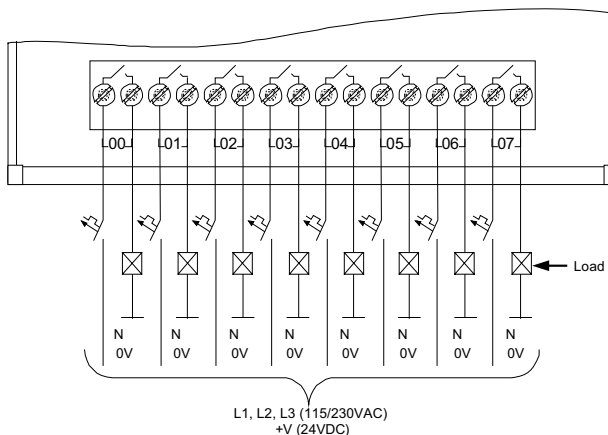 00 01 02 03 04 05 06 07
Load
N N N N N N N N
0V 0V 0V 0V 0V 0V 0V 0V
L1, L2, L3 (115/230VAC)
+V (24VDC)